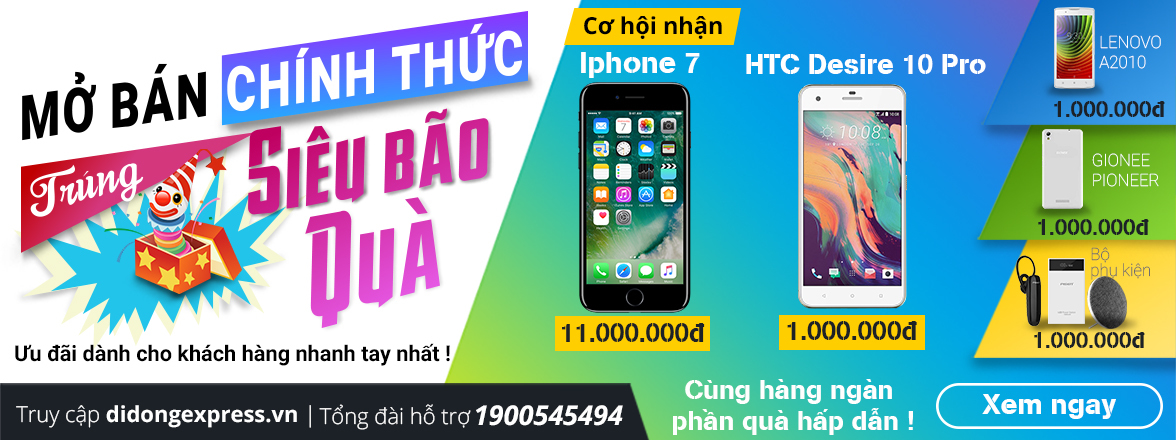 MỞ BÁN CHÍNH THỨC
Trúng
SIÊU BÃO
QUÀ
Ưu đãi dành cho khách hàng nhanh tay nhất !
Truy cập didongexpress.vn | Tổng đài hỗ trợ 1900545494
Cơ hội nhận
Iphone 7
11.000.000đ
HTC Desire 10 Pro
10:08
1.000.000đ
LENOVO
A2010
1.000.000đ
GIONEE
PIONEER
1.000.000đ
Bộ
phụ kiện
1.000.000đ
Cùng hàng ngàn
phần quà hấp dẫn !
Xem ngay